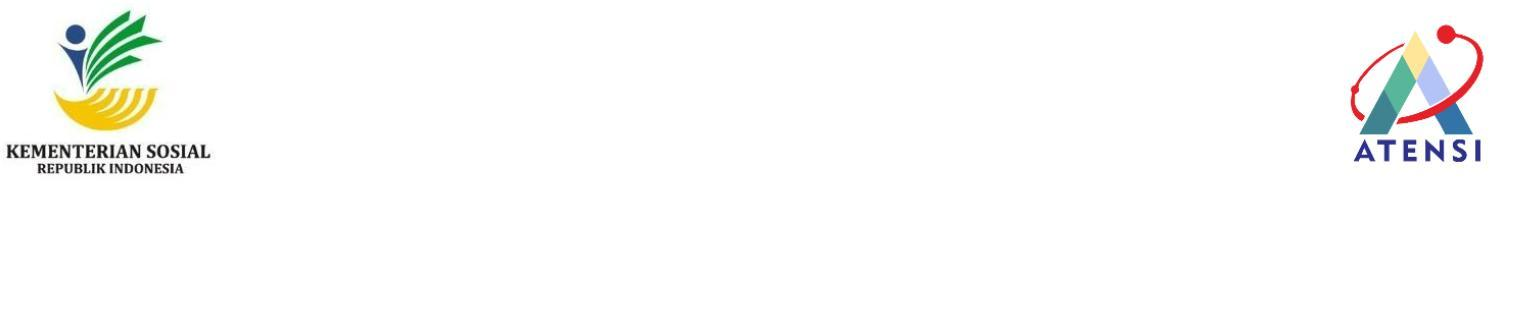 KEMENTERIAN SOSIAL
REPUBLIK INDONESIA
ATENSI